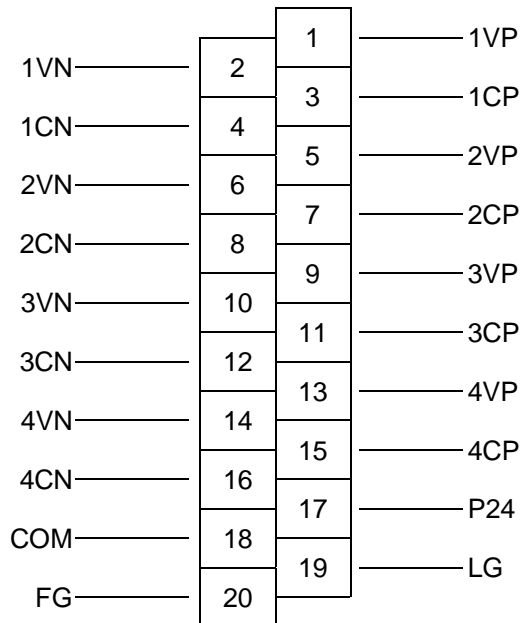 1 1VP
1VN 2
3 1CP
1CN 4
5 2VP
2VN 6
7 2CP
2CN 8
9 3VP
3VN 10
11 3CP
3CN 12
13 4VP
4VN 14
15 4CP
4CN 16
17 P24
COM 18
19 LG
FG 20